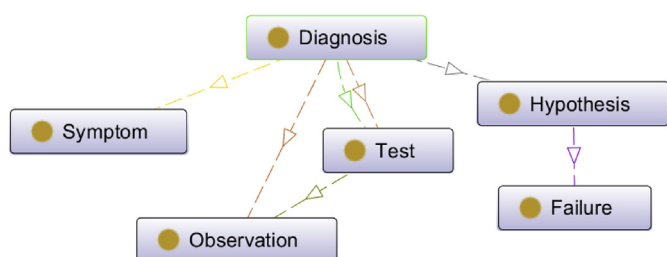 Diagnosis
Hypothesis
Symptom
Test
Failure
Observation